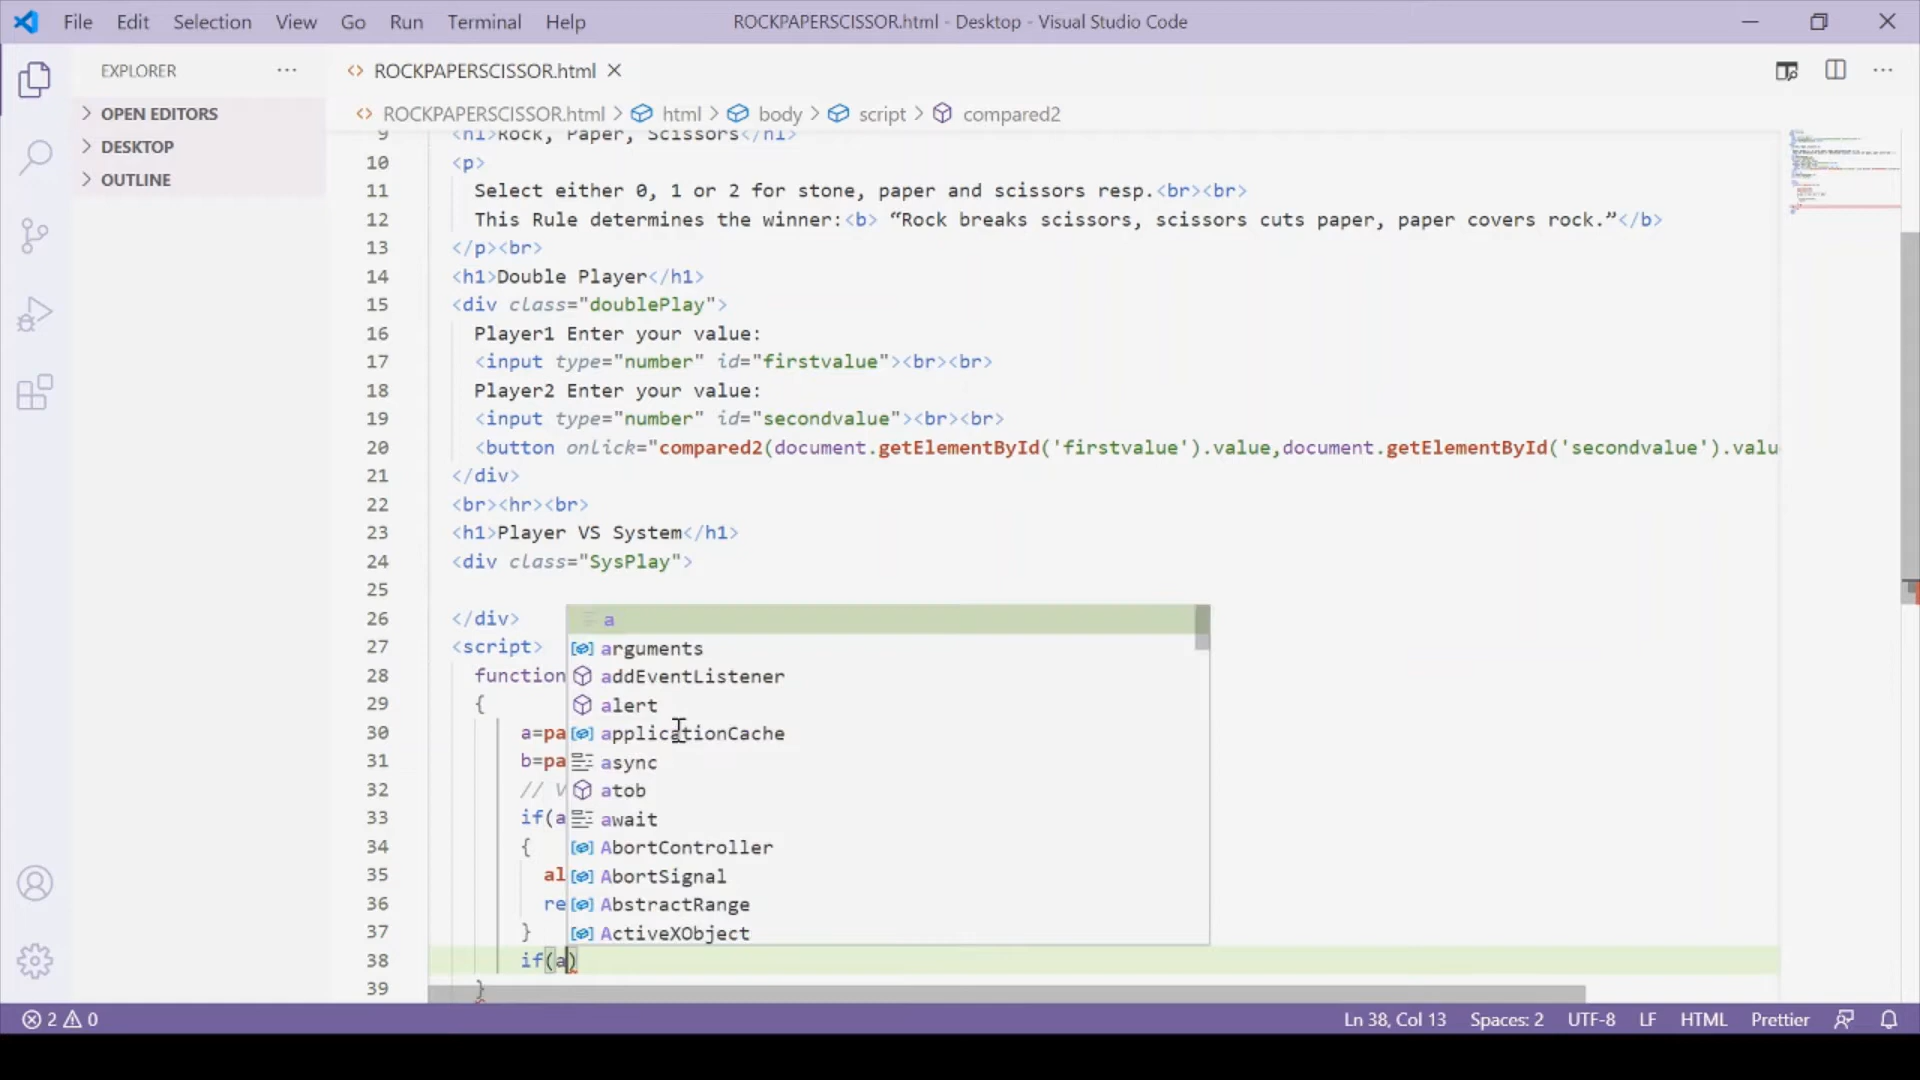 File Edit Selection View Go Run Terminal Help ROCKPAPERSCISSOR.html - Desktop - Visual Studio Code
EXPLORER ··· <> ROCKPAPERSCISSOR.html ×
<> ROCKPAPERSCISSOR.html > html > body > script > compared2
OPEN EDITORS
DESKTOP
OUTLINE
9 <h1>Rock, Paper, Scissors</h1>
10 <p>
11 Select either 0, 1 or 2 for stone, paper and scissors resp.<br><br>
12 This Rule determines the winner:<b> “Rock breaks scissors, scissors cuts paper, paper covers rock.”</b>
13 </p><br>
14 <h1>Double Player</h1>
15 <div class="doublePlay">
16 Player1 Enter your value:
17 <input type="number" id="firstvalue"><br><br>
18 Player2 Enter your value:
19 <input type="number" id="secondvalue"><br><br>
20 <button onlick="compared2(document.getElementById('firstvalue').value,document.getElementById('secondvalue').valu
21 </div>
22 <br><hr><br>
23 <h1>Player VS System</h1>
24 <div class="SysPlay">
25
26 </div>
27 <script>
28 function
29 {
30 a=pa
31 b=pa
32 // V
33 if(a
34 {
35 al
36 re
37 }
38 if(a)
39 }
a
arguments
addEventListener
alert
applicationCache
async
atob
await
AbortController
AbortSignal
AbstractRange
ActiveXObject
2 0 Ln 38, Col 13 Spaces: 2 UTF-8 LF HTML Prettier